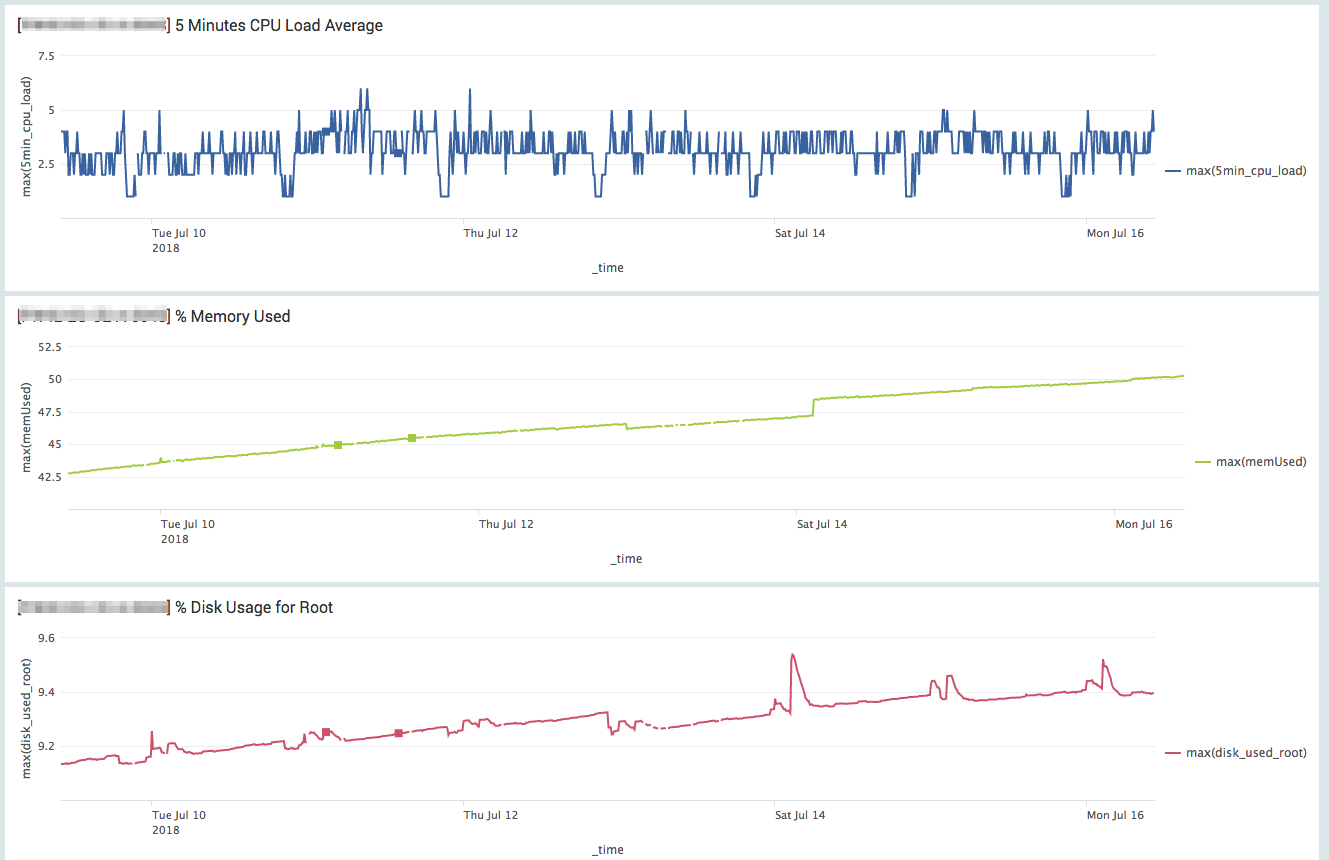 [ ] 5 Minutes CPU Load Average
7.5
5
2.5
max(5min_cpu_load)
max(5min_cpu_load)
Tue Jul 10
2018
Thu Jul 12
Sat Jul 14
Mon Jul 16
_time
[ ] % Memory Used
52.5
50
47.5
45
42.5
max(memUsed)
max(memUsed)
Tue Jul 10
2018
Thu Jul 12
Sat Jul 14
Mon Jul 16
_time
[ ] % Disk Usage for Root
9.6
9.4
9.2
max(disk_used_root)
max(disk_used_root)
Tue Jul 10
2018
Thu Jul 12
Sat Jul 14
Mon Jul 16
_time